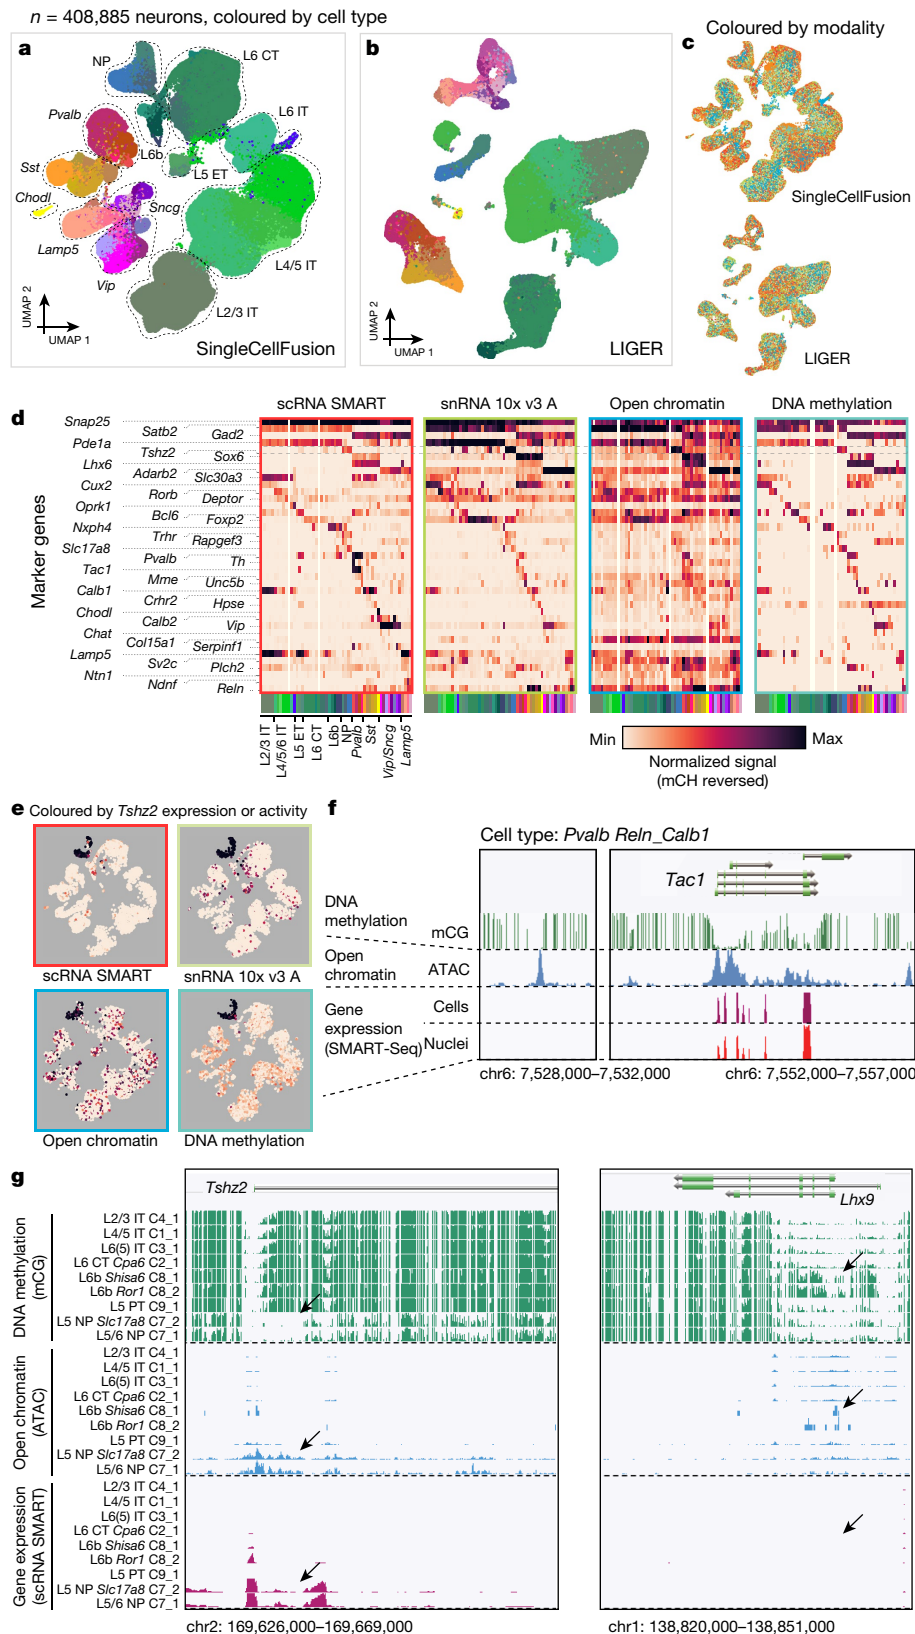 n = 408,885 neurons, coloured by cell type
a
NP
L6 CT
Pvalb
L6 IT
L6b
Sst
L5 ET
Chodl
Sncg
Lamp5
L4/5 IT
Vip
L2/3 IT
UMAP 2
UMAP 1
SingleCellFusion
b
UMAP 2
UMAP 1
LIGER
Coloured by modality
c
SingleCellFusion
LIGER
d
scRNA SMART
snRNA 10x v3 A
Open chromatin
DNA methylation
Marker genes
Snap25
Satb2
Gad2
Pde1a
Tshz2
Sox6
Lhx6
Adarb2
Slc30a3
Cux2
Rorb
Deptor
Oprk1
Bcl6
Foxp2
Nxph4
Trhr
Rapgef3
Slc17a8
Pvalb
Th
Tac1
Mme
Unc5b
Calb1
Crhr2
Hpse
Chodl
Calb2
Vip
Chat
Col15a1
Serpinf1
Lamp5
Sv2c
Plch2
Ntn1
Ndnf
Reln
L2/3 IT
L4/5/6 IT
L5 ET
L6 CT
L6b
NP
Pvalb
Sst
Vip/Sncg
Lamp5
Min
Max
Normalized signal
(mCH reversed)
e
Coloured by Tshz2 expression or activity
scRNA SMART
snRNA 10x v3 A
Open chromatin
DNA methylation
f
Cell type: Pvalb Reln_Calb1
Tac1
DNA
methylation
mCG
Open
chromatin
ATAC
Gene
expression
(SMART-Seq)
Cells
Nuclei
chr6: 7,528,000–7,532,000
chr6: 7,552,000–7,557,000
g
Tshz2
Lhx9
DNA methylation
(mCG)
L2/3 IT C4_1
L4/5 IT C1_1
L6(5) IT C3_1
L6 CT Cpa6 C2_1
L6b Shisa6 C8_1
L6b Ror1 C8_2
L5 PT C9_1
L5 NP Slc17a8 C7_2
L5/6 NP C7_1
Open chromatin
(ATAC)
L2/3 IT C4_1
L4/5 IT C1_1
L6(5) IT C3_1
L6 CT Cpa6 C2_1
L6b Shisa6 C8_1
L6b Ror1 C8_2
L5 PT C9_1
L5 NP Slc17a8 C7_2
L5/6 NP C7_1
Gene expression
(scRNA SMART)
L2/3 IT C4_1
L4/5 IT C1_1
L6(5) IT C3_1
L6 CT Cpa6 C2_1
L6b Shisa6 C8_1
L6b Ror1 C8_2
L5 PT C9_1
L5 NP Slc17a8 C7_2
L5/6 NP C7_1
chr2: 169,626,000–169,669,000
chr1: 138,820,000–138,851,000